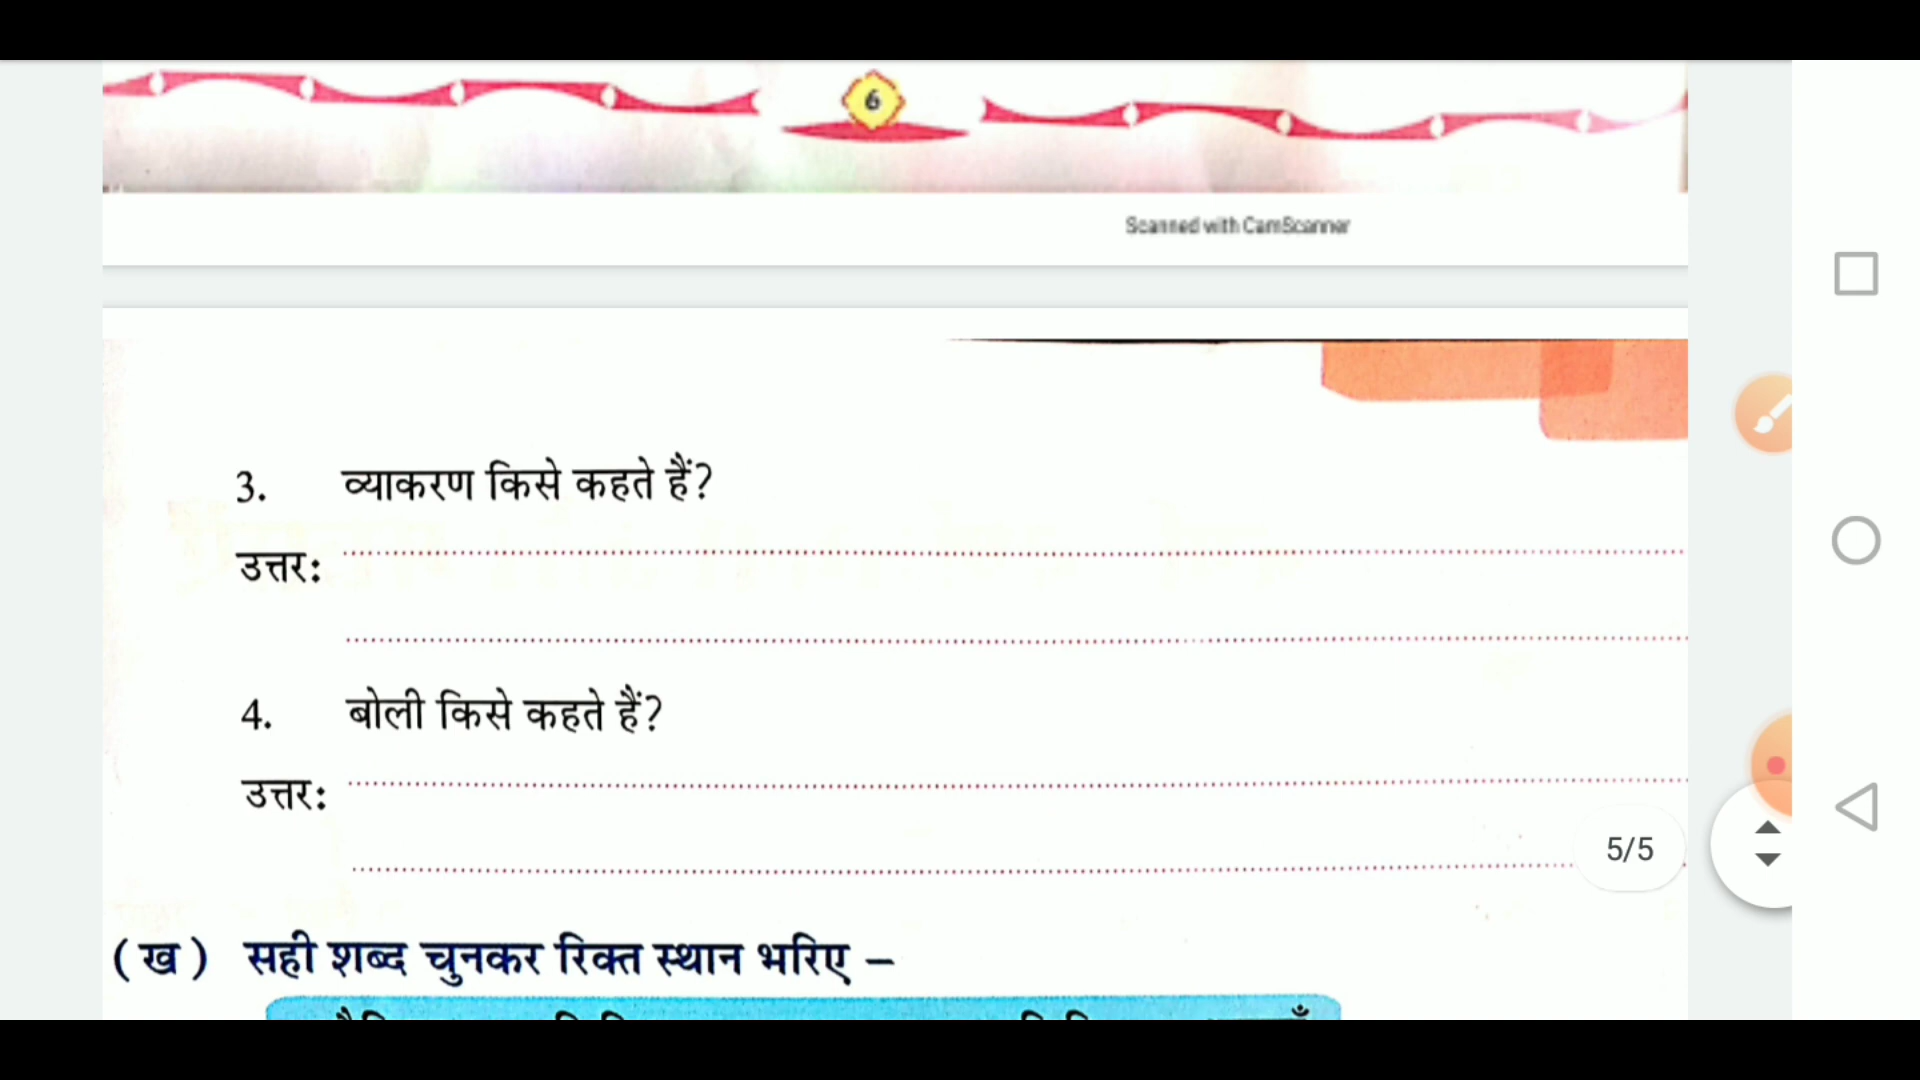 6
Scanned with CamScanner
3. व्याकरण किसे कहते हैं?
उत्तरः
4. बोली किसे कहते हैं?
उत्तरः
5/5
(ख) सही शब्द चुनकर रिक्त स्थान भरिए –